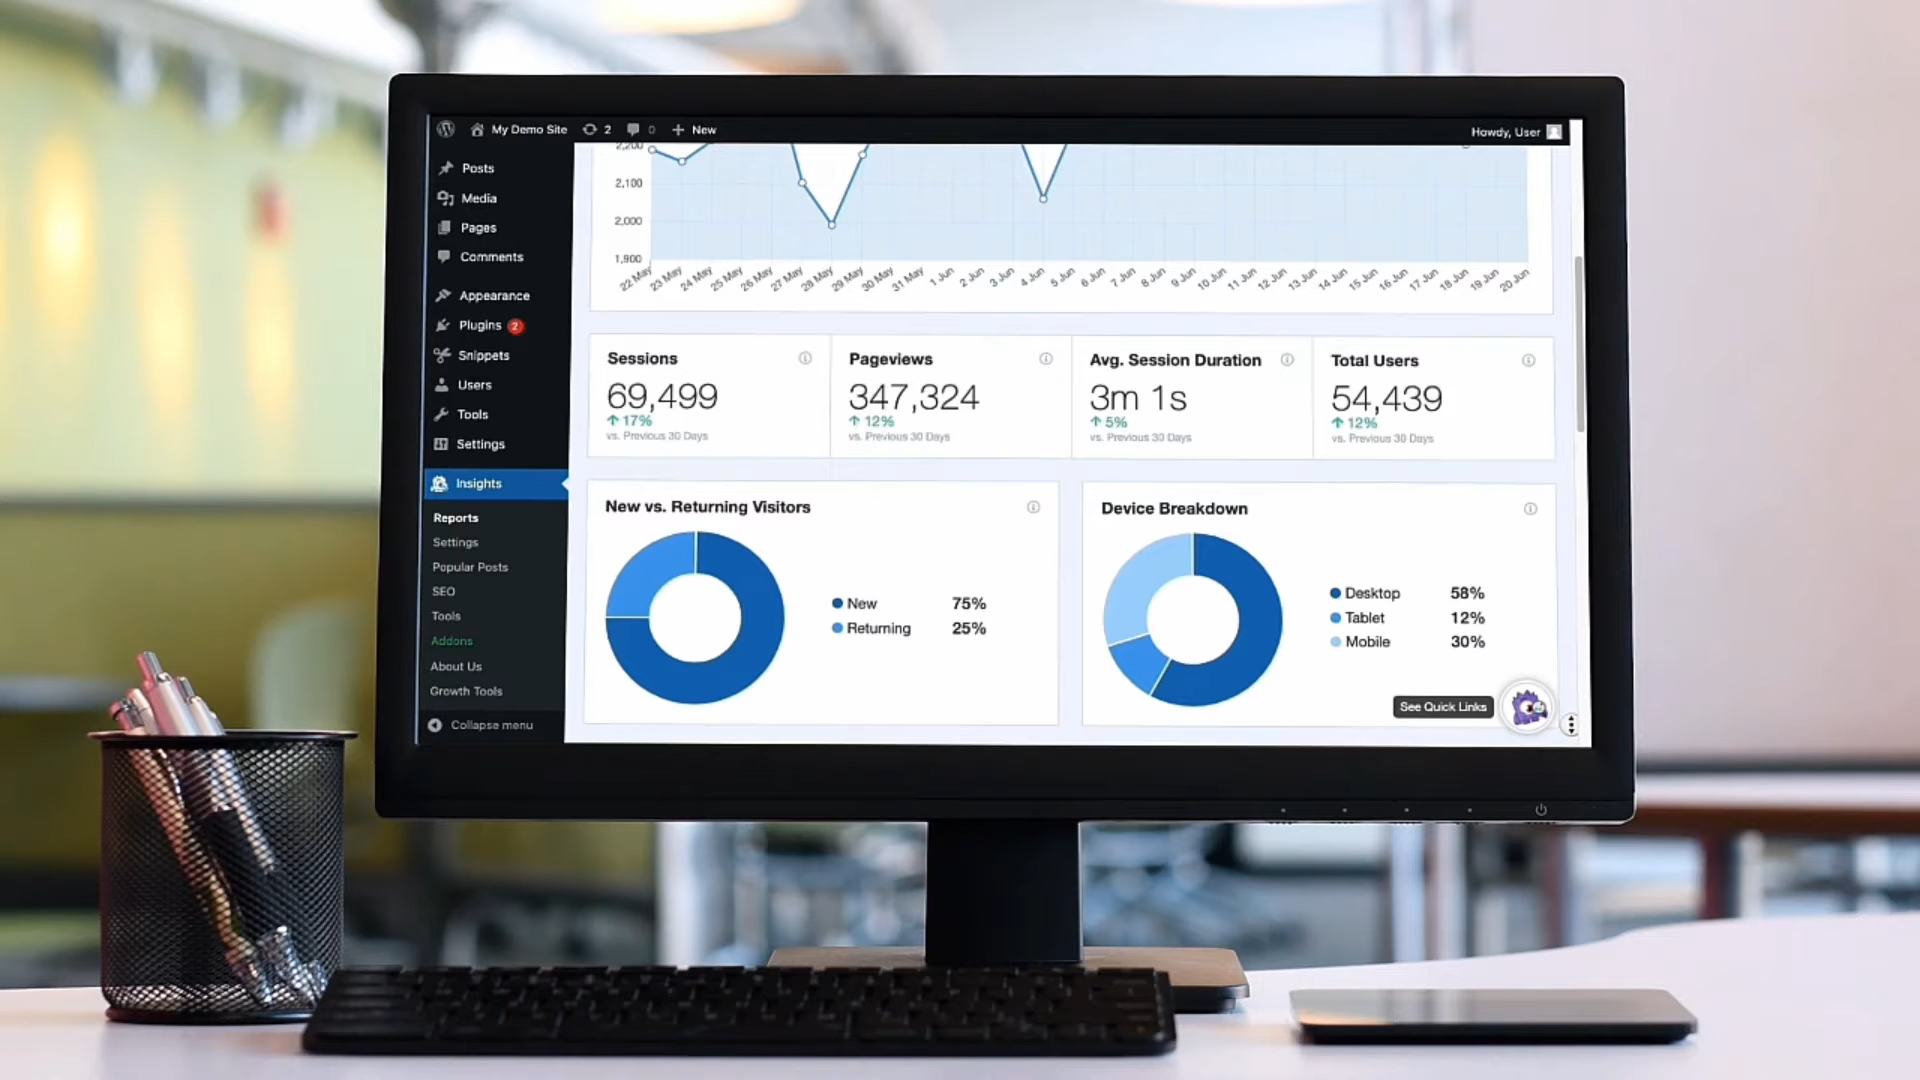 My Demo Site 2 0 New Howdy, User
Posts
Media
Pages
Comments
Appearance
Plugins 2
Snippets
Users
Tools
Settings
Insights
Reports
Settings
Popular Posts
SEO
Tools
Addons
About Us
Growth Tools
Collapse menu
2,200
2,100
2,000
1,900
22 May 23 May 24 May 25 May 26 May 27 May 28 May 29 May 30 May 31 May 1 Jun 2 Jun 3 Jun 4 Jun 5 Jun 6 Jun 7 Jun 8 Jun 9 Jun 10 Jun 11 Jun 12 Jun 13 Jun 14 Jun 15 Jun 16 Jun 17 Jun 18 Jun 19 Jun 20 Jun
Sessions
69,499
17%
vs. Previous 30 Days
Pageviews
347,324
12%
vs. Previous 30 Days
Avg. Session Duration
3m 1s
5%
vs. Previous 30 Days
Total Users
54,439
12%
vs. Previous 30 Days
New vs. Returning Visitors
New 75%
Returning 25%
Device Breakdown
Desktop 58%
Tablet 12%
Mobile 30%
See Quick Links